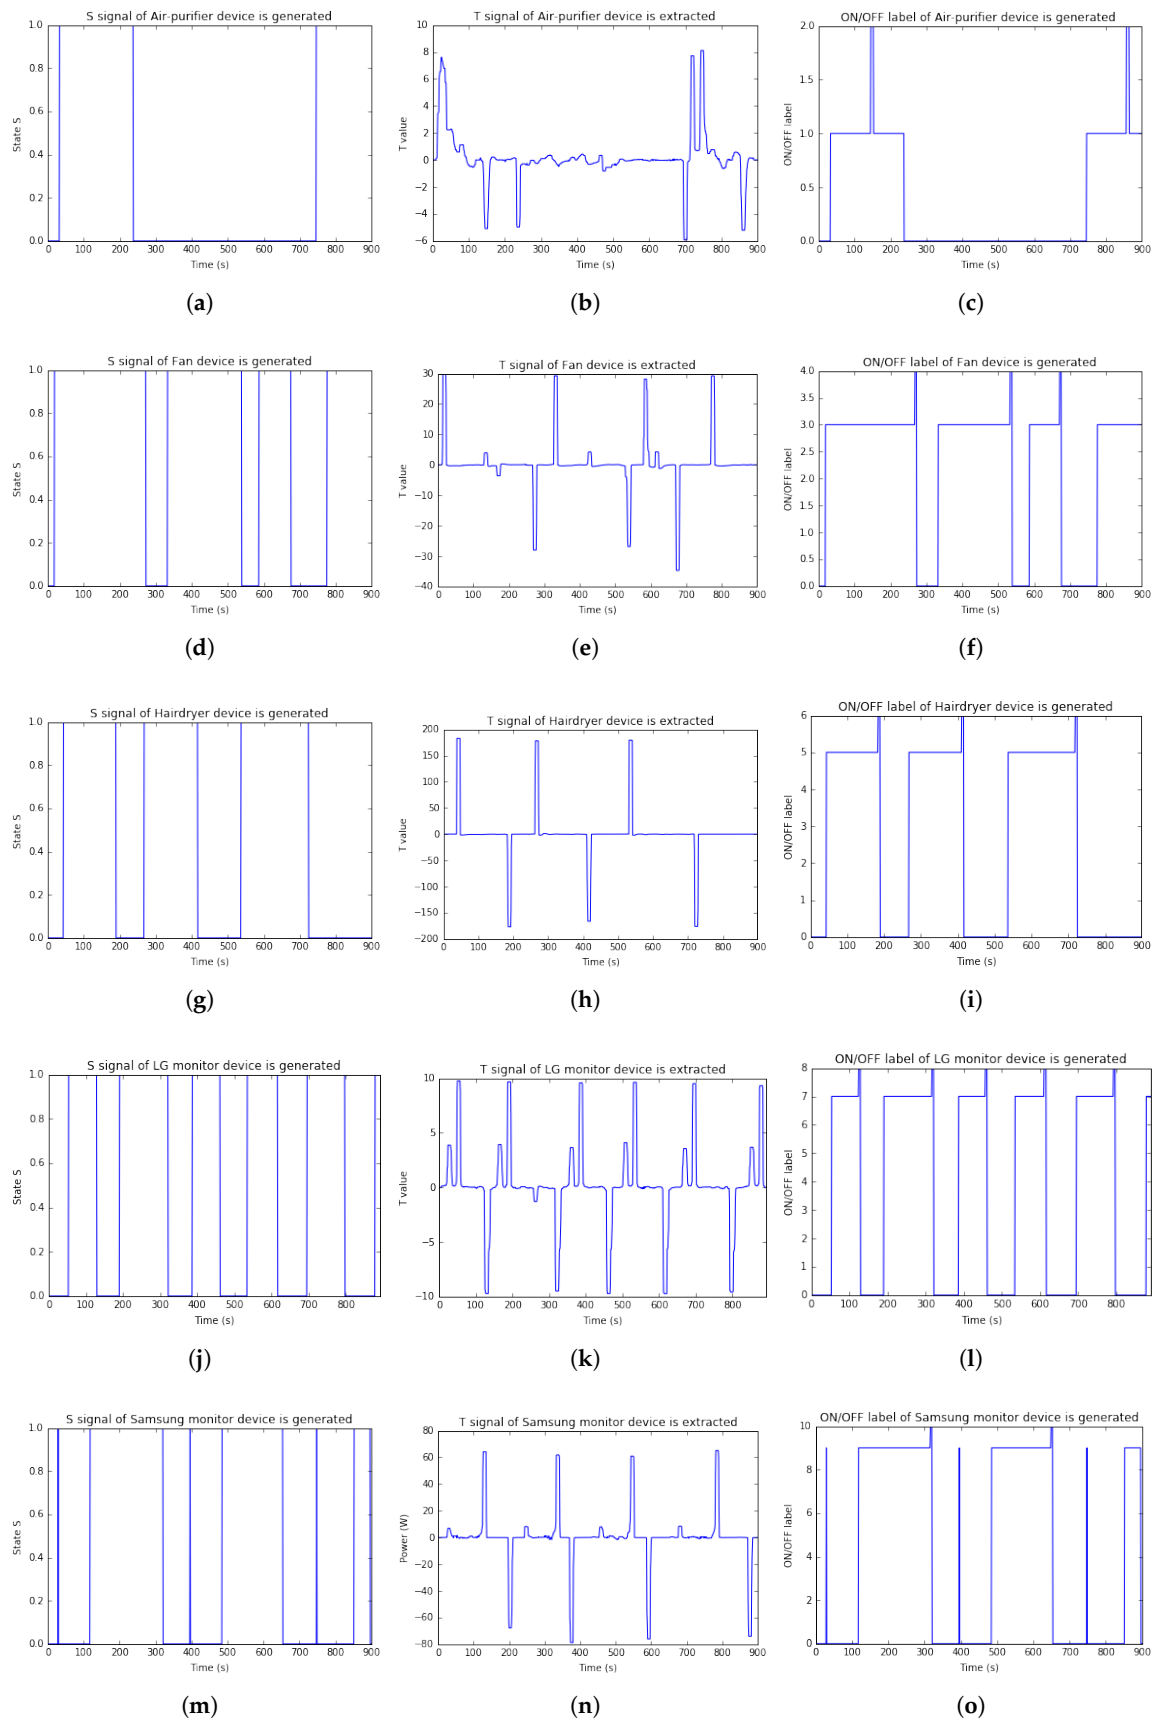 S signal of Air-purifier device is generated
T signal of Air-purifier device is extracted
ON/OFF label of Air-purifier device is generated
State S
1.0
0.8
0.6
0.4
0.2
0.0
0 100 200 300 400 500 600 700 800 900
Time (s)
T value
10
8
6
4
2
0
−2
−4
−6
0 100 200 300 400 500 600 700 800 900
Time (s)
ON/OFF label
2.0
1.5
1.0
0.5
0.0
0 100 200 300 400 500 600 700 800 900
Time (s)
(a)
(b)
(c)
S signal of Fan device is generated
T signal of Fan device is extracted
ON/OFF label of Fan device is generated
State S
1.0
0.8
0.6
0.4
0.2
0.0
0 100 200 300 400 500 600 700 800 900
Time (s)
T value
30
20
10
0
−10
−20
−30
−40
0 100 200 300 400 500 600 700 800 900
Time (s)
ON/OFF label
4.0
3.5
3.0
2.5
2.0
1.5
1.0
0.5
0.0
0 100 200 300 400 500 600 700 800 900
Time (s)
(d)
(e)
(f)
S signal of Hairdryer device is generated
T signal of Hairdryer device is extracted
ON/OFF label of Hairdryer device is generated
State S
1.0
0.8
0.6
0.4
0.2
0.0
0 100 200 300 400 500 600 700 800 900
Time (s)
T value
200
150
100
50
0
−50
−100
−150
−200
0 100 200 300 400 500 600 700 800 900
Time (s)
ON/OFF label
6
5
4
3
2
1
0
0 100 200 300 400 500 600 700 800 900
Time (s)
(g)
(h)
(i)
S signal of LG monitor device is generated
T signal of LG monitor device is extracted
ON/OFF label of LG monitor device is generated
State S
1.0
0.8
0.6
0.4
0.2
0.0
0 100 200 300 400 500 600 700 800
Time (s)
T value
10
5
0
−5
−10
0 100 200 300 400 500 600 700 800
Time (s)
ON/OFF label
8
7
6
5
4
3
2
1
0
0 100 200 300 400 500 600 700 800
Time (s)
(j)
(k)
(l)
S signal of Samsung monitor device is generated
T signal of Samsung monitor device is extracted
ON/OFF label of Samsung monitor device is generated
State S
1.0
0.8
0.6
0.4
0.2
0.0
0 100 200 300 400 500 600 700 800 900
Time (s)
Power (W)
80
60
40
20
0
−20
−40
−60
−80
0 100 200 300 400 500 600 700 800 900
Time (s)
ON/OFF label
10
8
6
4
2
0
0 100 200 300 400 500 600 700 800 900
Time (s)
(m)
(n)
(o)